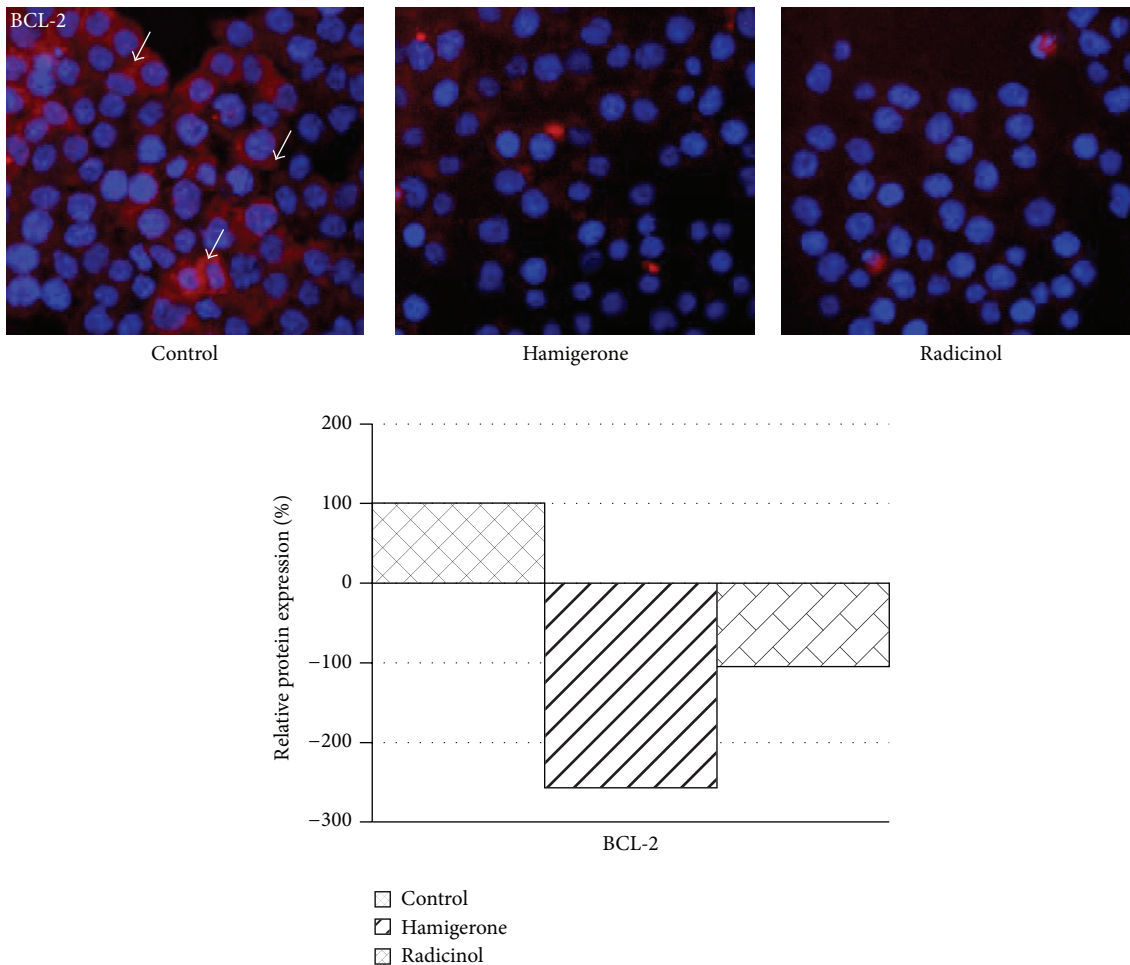 BCL-2
Control
Hamigerone
Radicinol
200
100
0
−100
−200
−300
Relative protein expression (%)
BCL-2
Control
Hamigerone
Radicinol